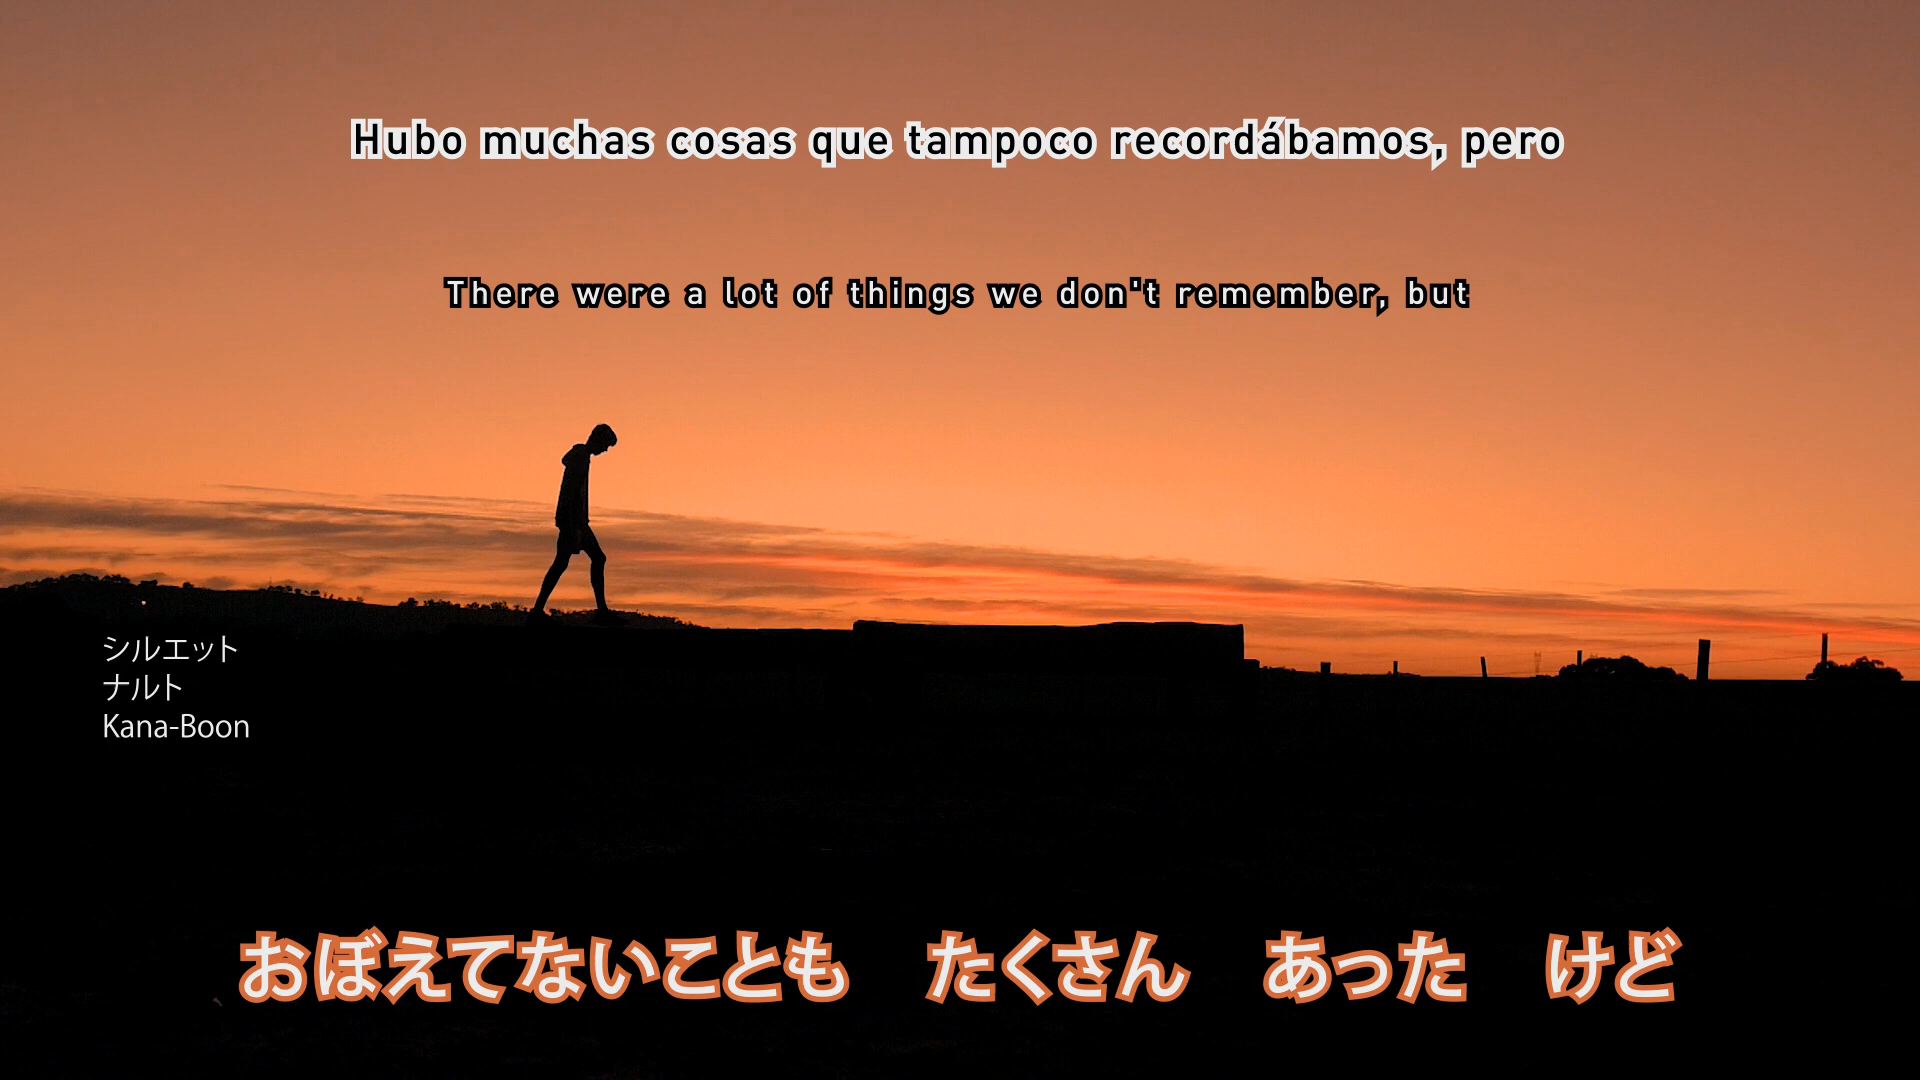 Hubo muchas cosas que tampoco recordábamos, pero
There were a lot of things we don't remember, but
シルエット
ナルト
Kana-Boon
おぼえてないことも　たくさん　あった　けど